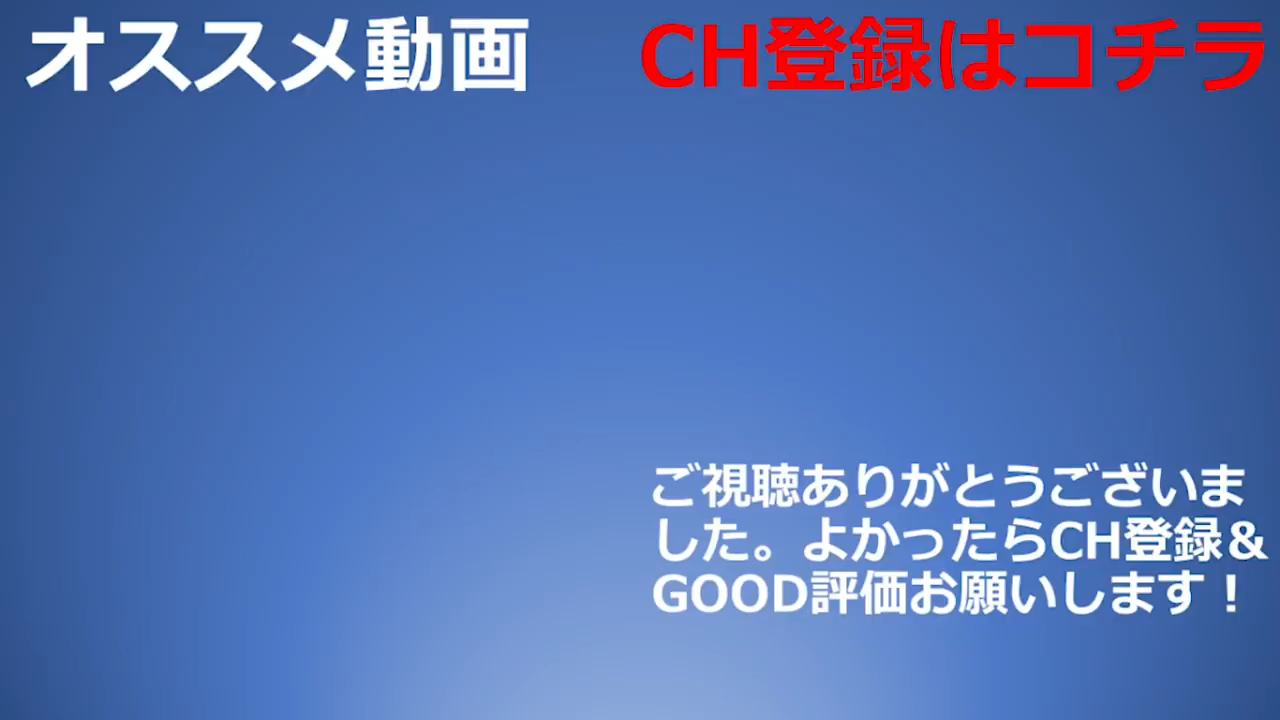 オススメ動画
CH登録はコチラ
ご視聴ありがとうございま
した。よかったらCH登録＆
GOOD評価お願いします！